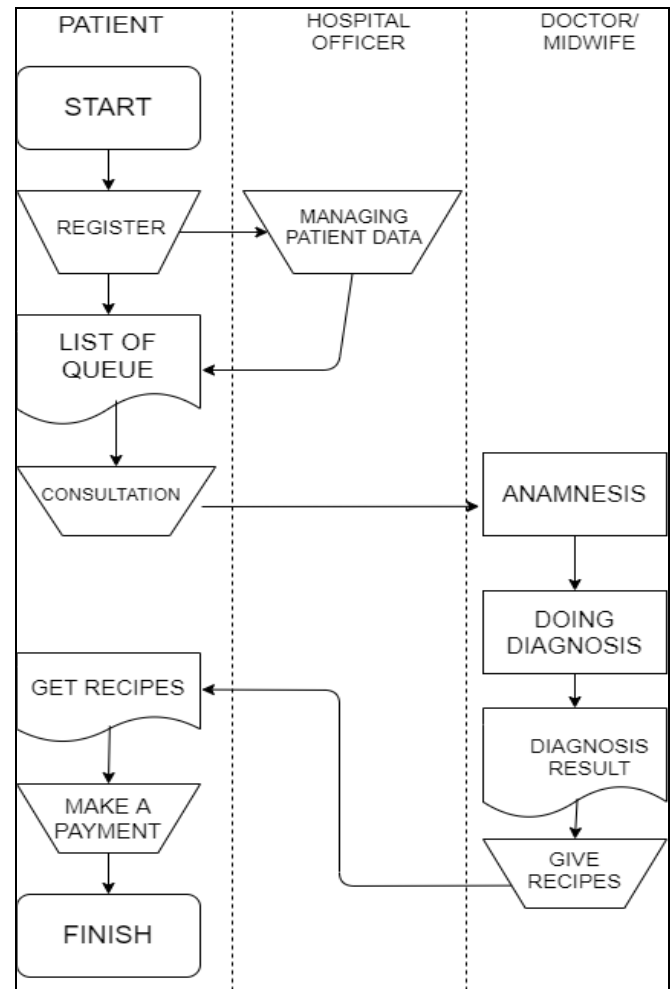 PATIENT
HOSPITAL
OFFICER
DOCTOR/
MIDWIFE
START
REGISTER
MANAGING
PATIENT DATA
LIST OF
QUEUE
CONSULTATION
ANAMNESIS
DOING
DIAGNOSIS
GET RECIPES
DIAGNOSIS
RESULT
MAKE A
PAYMENT
GIVE
RECIPES
FINISH